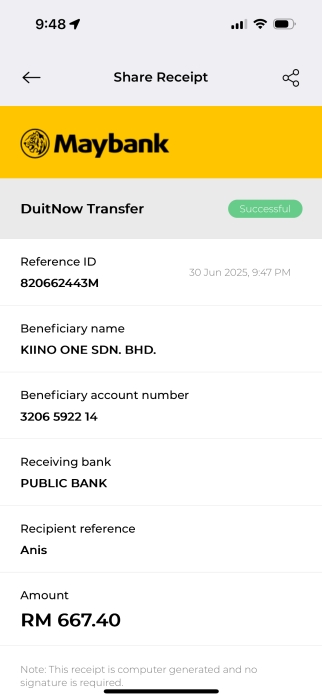 9:48
Share Receipt
Maybank
DuitNow Transfer
Successful
Reference ID
820662443M
30 Jun 2025, 9:47 PM
Beneficiary name
KIINO ONE SDN. BHD.
Beneficiary account number
3206 5922 14
Receiving bank
PUBLIC BANK
Recipient reference
Anis
Amount
RM 667.40
Note: This receipt is computer generated and no
signature is required.